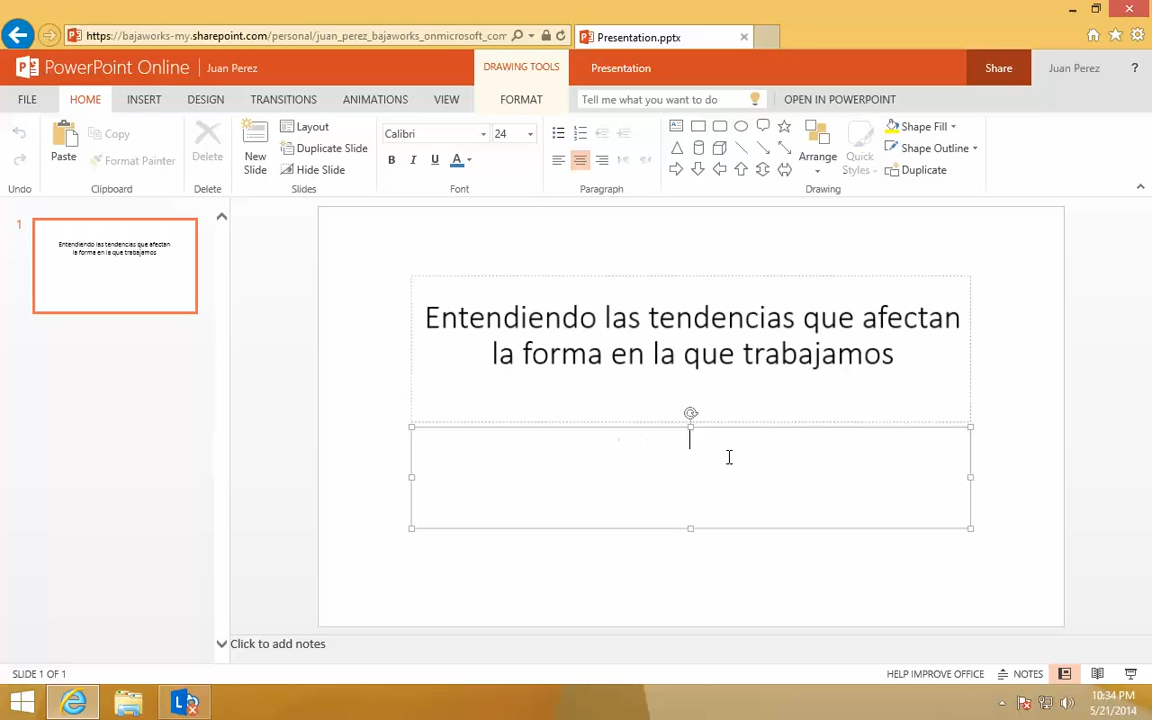 https://bajaworks-my.sharepoint.com/personal/juan_perez_bajaworks_onmicrosoft_com
Presentation.pptx
PowerPoint Online
Juan Perez
DRAWING TOOLS
Presentation
Share
Juan Perez
?
FILE
HOME
INSERT
DESIGN
TRANSITIONS
ANIMATIONS
VIEW
FORMAT
Tell me what you want to do
OPEN IN POWERPOINT
Paste
Copy
Format Painter
Delete
New
Slide
Layout
Duplicate Slide
Hide Slide
Calibri
24
B I U A
Arrange
Quick
Styles
Shape Fill
Shape Outline
Duplicate
Undo
Clipboard
Delete
Slides
Font
Paragraph
Drawing
1
Entendiendo las tendencias que afectan
la forma en la que trabajamos
Entendiendo las tendencias que afectan
la forma en la que trabajamos
Click to add notes
SLIDE 1 OF 1
HELP IMPROVE OFFICE
NOTES
10:34 PM
5/21/2014